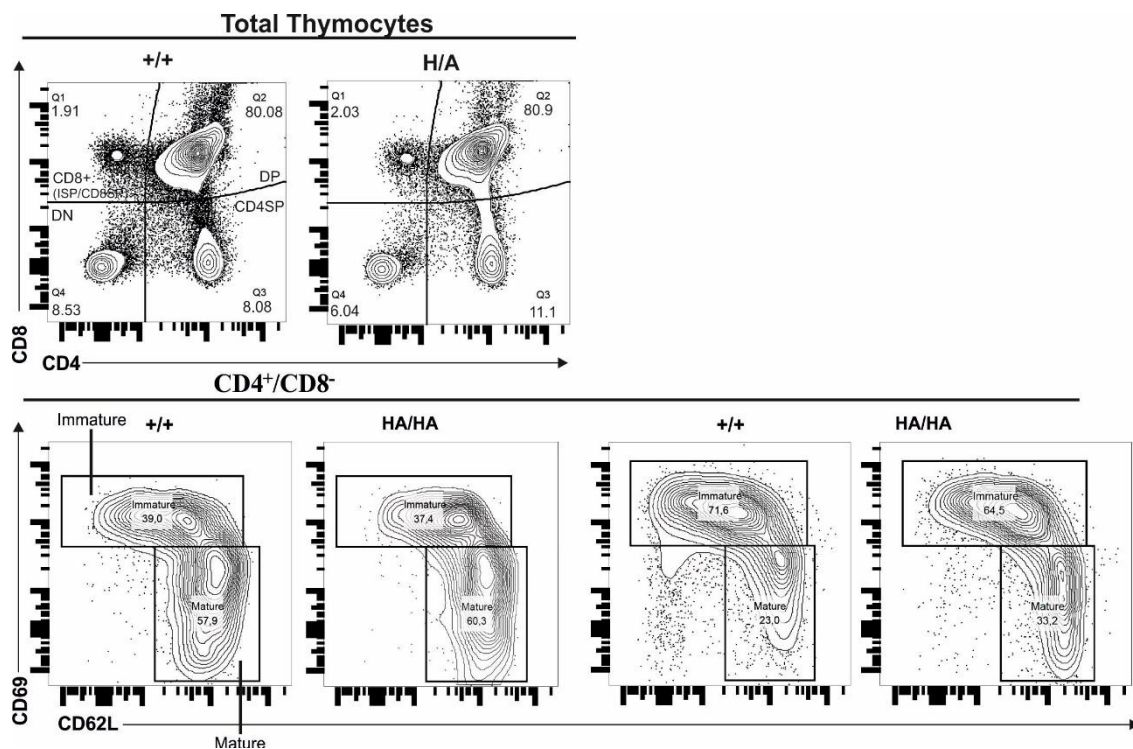 Total Thymocytes
+/+ H/A
Q1
1.91
Q2
80.08
CD8+
(ISP/CD8SP)
DP
DN
CD4SP
Q4
8.53
Q3
8.08
Q1
2.03
Q2
80.9
Q4
6.04
Q3
11.1
CD8
CD4
CD4+/CD8-
Immature
+/+ HA/HA +/+ HA/HA
Immature
39,0
Mature
57,9
Immature
37,4
Mature
60,3
Immature
71,6
Mature
23,0
Immature
64,5
Mature
33,2
CD69
CD62L
Mature